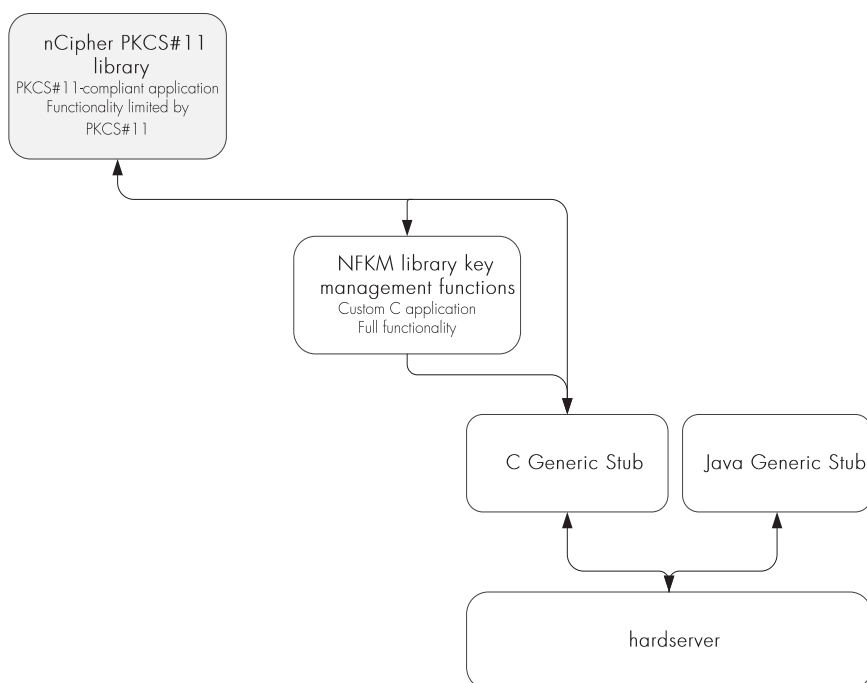 nCipher PKCS#11
library
PKCS#11-compliant application
Functionality limited by
PKCS#11
NFKM library key
management functions
Custom C application
Full functionality
C Generic Stub
Java Generic Stub
hardserver